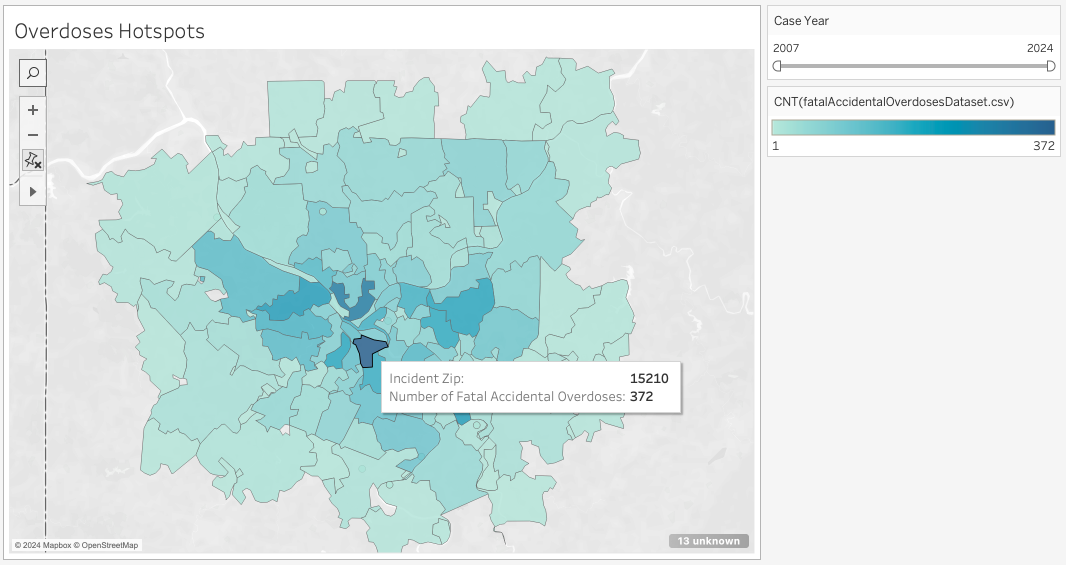 Overdoses Hotspots
Incident Zip: 15210
Number of Fatal Accidental Overdoses: 372
© 2024 Mapbox © OpenStreetMap
13 unknown
Case Year
2007 2024
CNT(fatalAccidentalOverdosesDataset.csv)
1 372